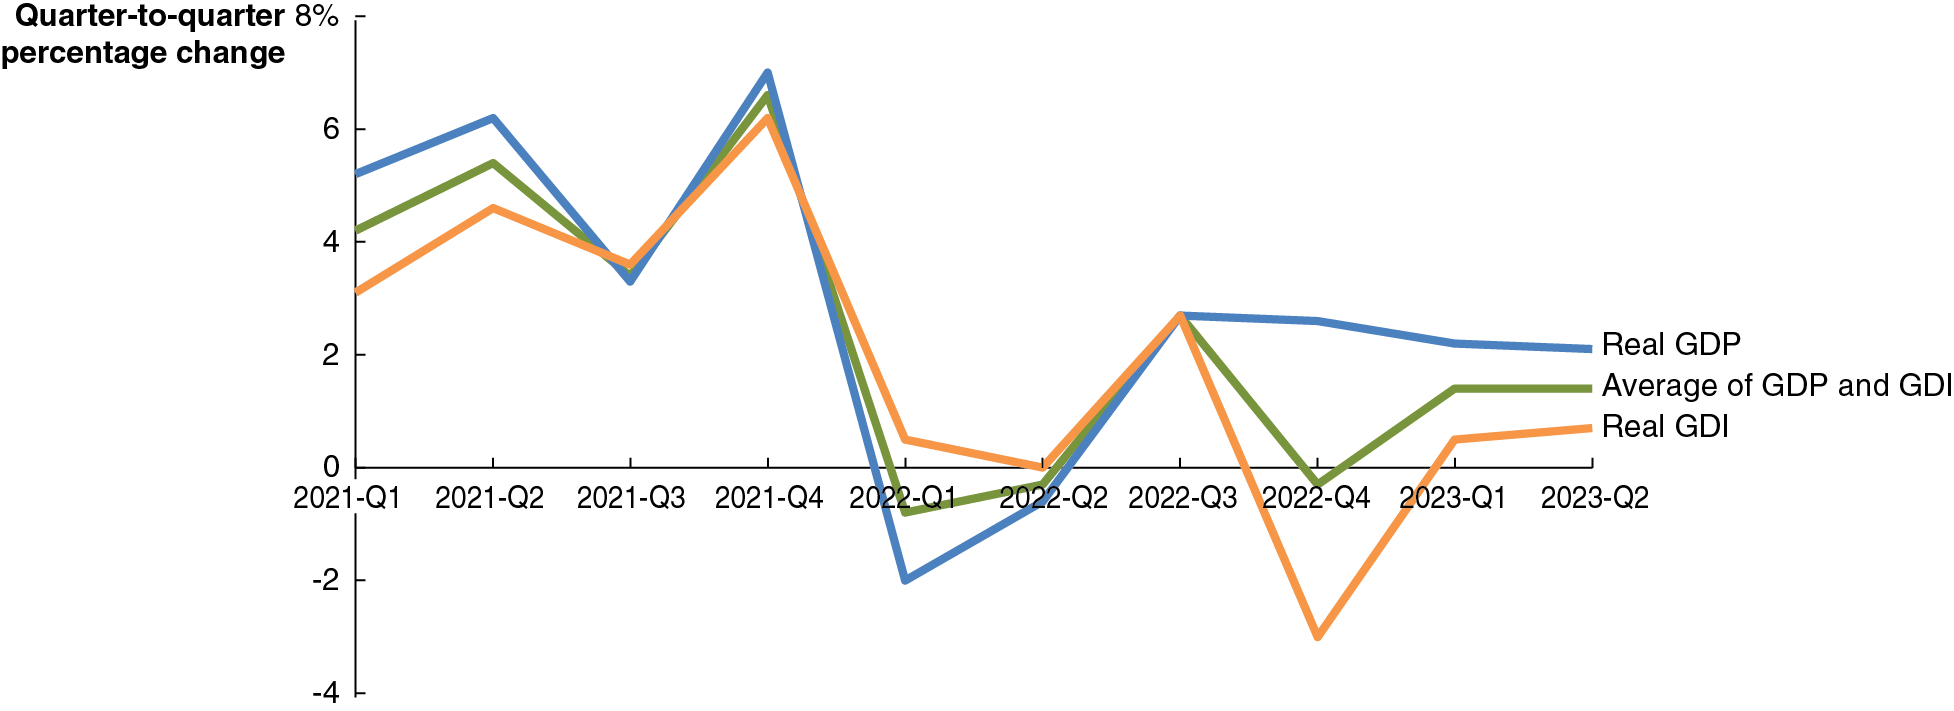 Quarter-to-quarter 8%
percentage change
6
4
2
0
2021-Q1 2021-Q2 2021-Q3 2021-Q4 2022-Q1 2022-Q2 2022-Q3 2022-Q4 2023-Q1 2023-Q2
-2
-4
Real GDP
Average of GDP and GDI
Real GDI